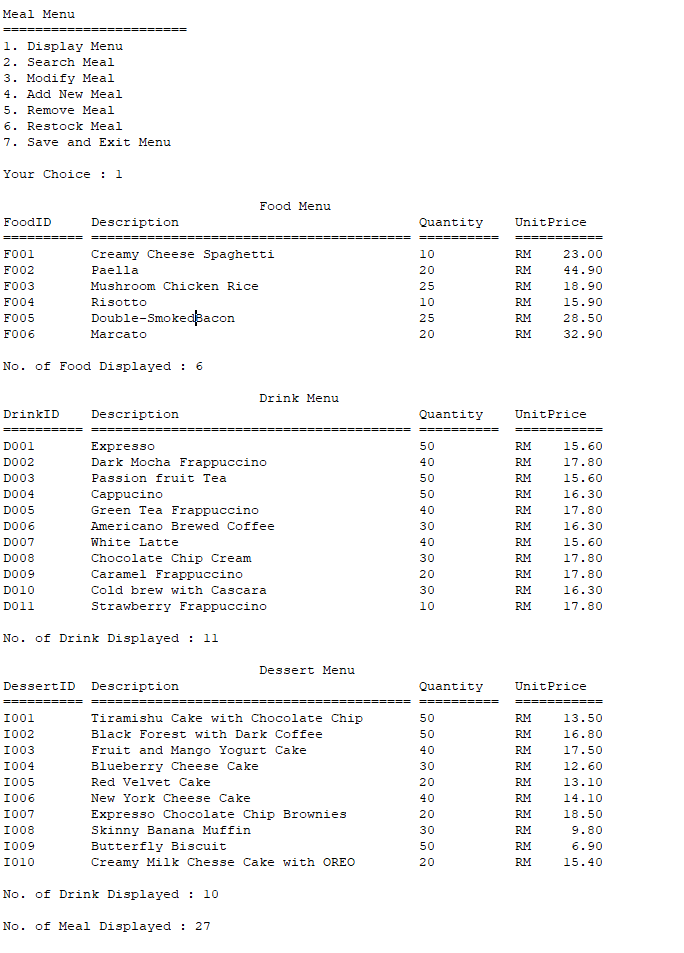 Meal Menu
=======================
1. Display Menu
2. Search Meal
3. Modify Meal
4. Add New Meal
5. Remove Meal
6. Restock Meal
7. Save and Exit Menu
Your Choice : 1
Food Menu
FoodID Description Quantity UnitPrice
========== ======================================== ========== ===========
F001 Creamy Cheese Spaghetti 10 RM 23.00
F002 Paella 20 RM 44.90
F003 Mushroom Chicken Rice 25 RM 18.90
F004 Risotto 10 RM 15.90
F005 Double-Smoked Bacon 25 RM 28.50
F006 Marcato 20 RM 32.90
No. of Food Displayed : 6
Drink Menu
DrinkID Description Quantity UnitPrice
========== ======================================== ========== ===========
D001 Expresso 50 RM 15.60
D002 Dark Mocha Frappuccino 40 RM 17.80
D003 Passion fruit Tea 50 RM 15.60
D004 Cappucino 50 RM 16.30
D005 Green Tea Frappuccino 40 RM 17.80
D006 Americano Brewed Coffee 30 RM 16.30
D007 White Latte 40 RM 15.60
D008 Chocolate Chip Cream 30 RM 17.80
D009 Caramel Frappuccino 20 RM 17.80
D010 Cold brew with Cascara 30 RM 16.30
D011 Strawberry Frappuccino 10 RM 17.80
No. of Drink Displayed : 11
Dessert Menu
DessertID Description Quantity UnitPrice
========== ======================================== ========== ===========
I001 Tiramishu Cake with Chocolate Chip 50 RM 13.50
I002 Black Forest with Dark Coffee 50 RM 16.80
I003 Fruit and Mango Yogurt Cake 40 RM 17.50
I004 Blueberry Cheese Cake 30 RM 12.60
I005 Red Velvet Cake 20 RM 13.10
I006 New York Cheese Cake 40 RM 14.10
I007 Expresso Chocolate Chip Brownies 20 RM 18.50
I008 Skinny Banana Muffin 30 RM 9.80
I009 Butterfly Biscuit 50 RM 6.90
I010 Creamy Milk Chesse Cake with OREO 20 RM 15.40
No. of Drink Displayed : 10
No. of Meal Displayed : 27